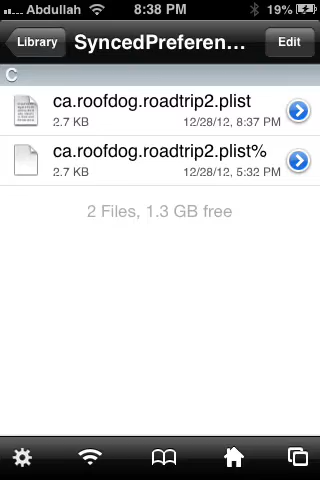 Abdullah 8:38 PM 19%
Library SyncedPreferen... Edit
C
ca.roofdog.roadtrip2.plist
2.7 KB 12/28/12, 8:37 PM
ca.roofdog.roadtrip2.plist%
2.7 KB 12/28/12, 5:32 PM
2 Files, 1.3 GB free